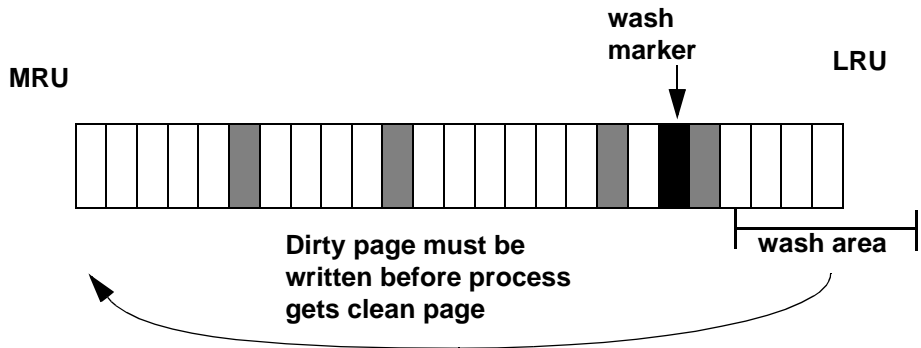 wash
marker
MRU
LRU
wash area
Dirty page must be
written before process
gets clean page